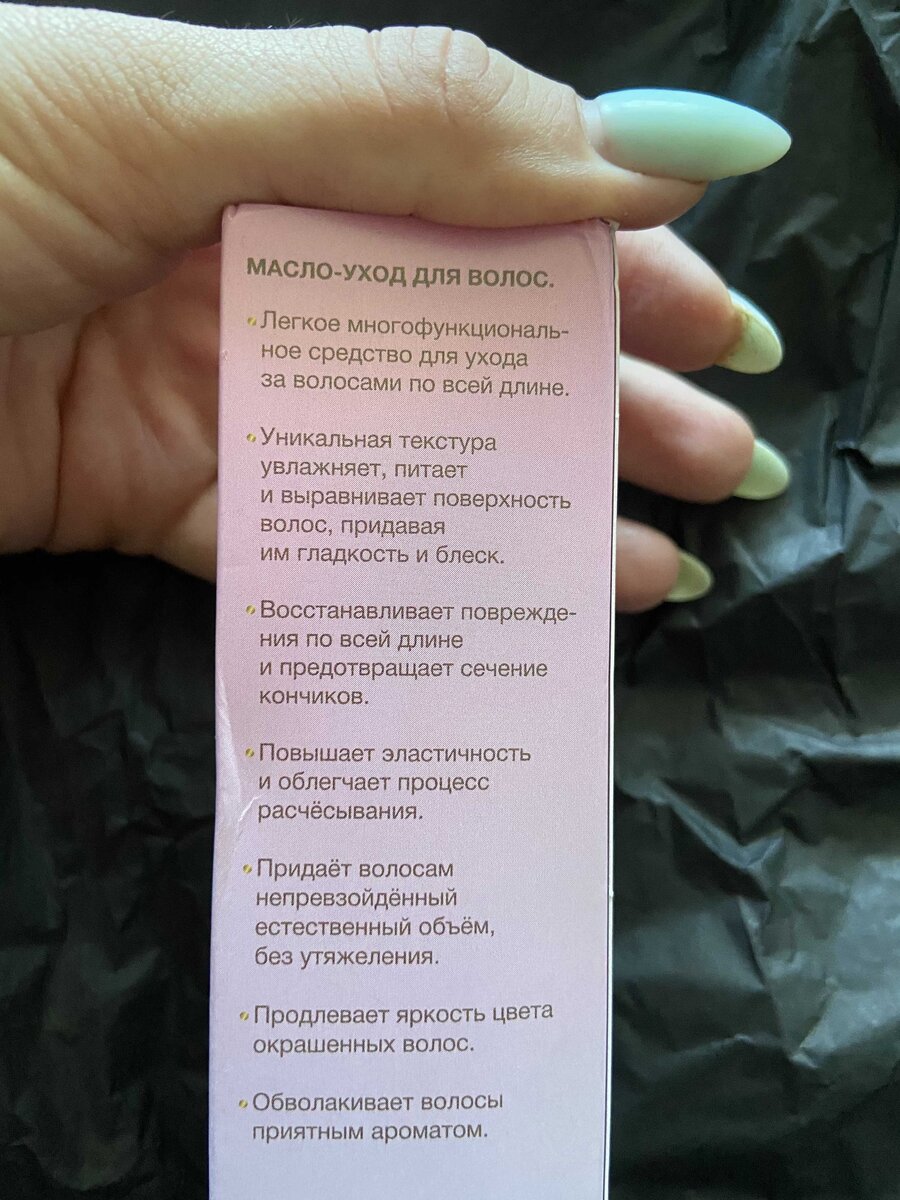 МАСЛО-УХОД ДЛЯ ВОЛОС.
• Легкое многофункциональ-
ное средство для ухода
за волосами по всей длине.
• Уникальная текстура
увлажняет, питает
и выравнивает поверхность
волос, придавая
им гладкость и блеск.
• Восстанавливает поврежде-
ния по всей длине
и предотвращает сечение
кончиков.
• Повышает эластичность
и облегчает процесс
расчёсывания.
• Придаёт волосам
непревзойдённый
естественный объём,
без утяжеления.
• Продлевает яркость цвета
окрашенных волос.
• Обволакивает волосы
приятным ароматом.